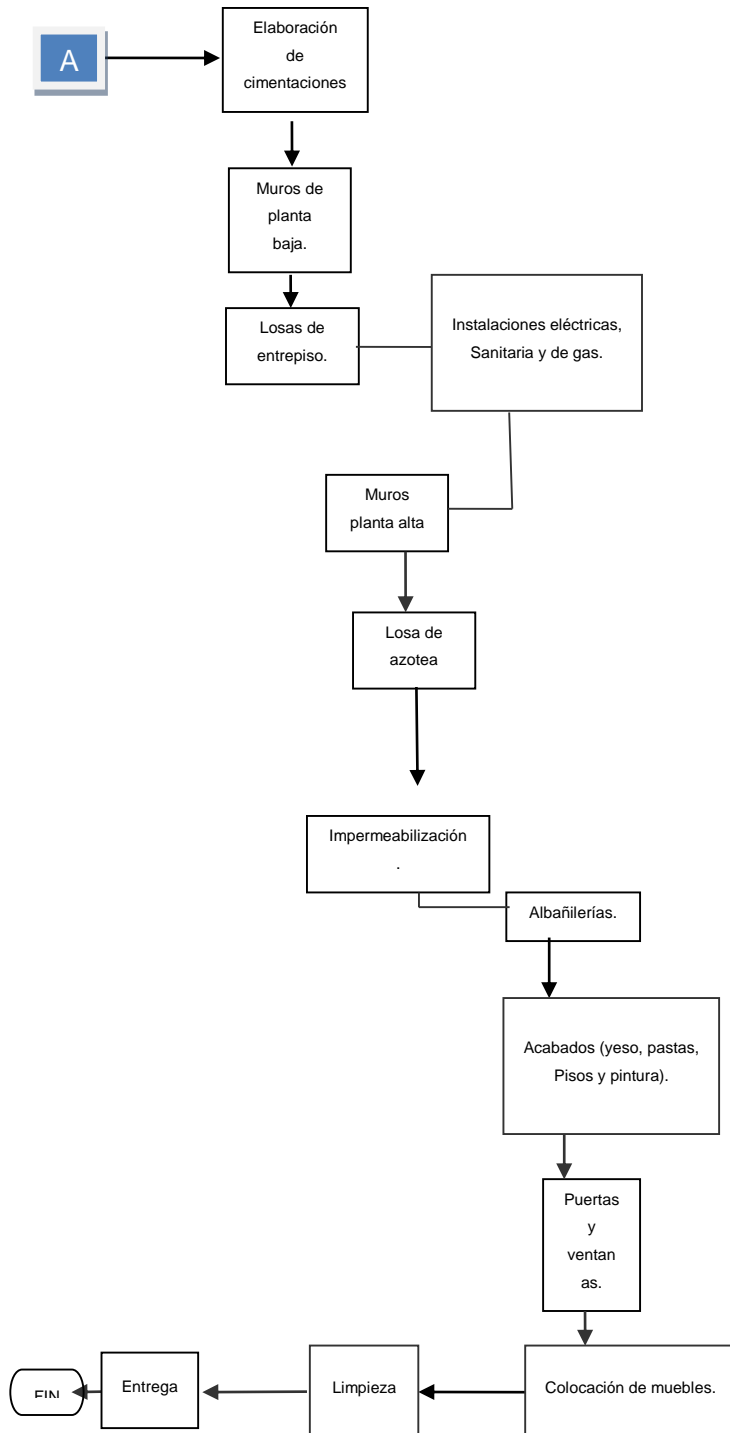 A
Elaboración
de
cimentaciones
Muros de
planta
baja.
Losas de
entrepiso.
Instalaciones eléctricas,
Sanitaria y de gas.
Muros
planta alta
Losa de
azotea
Impermeabilización
.
Albañilerías.
Acabados (yeso, pastas,
Pisos y pintura).
Puertas
y
ventan
as.
Colocación de muebles.
Limpieza
Entrega
FIN